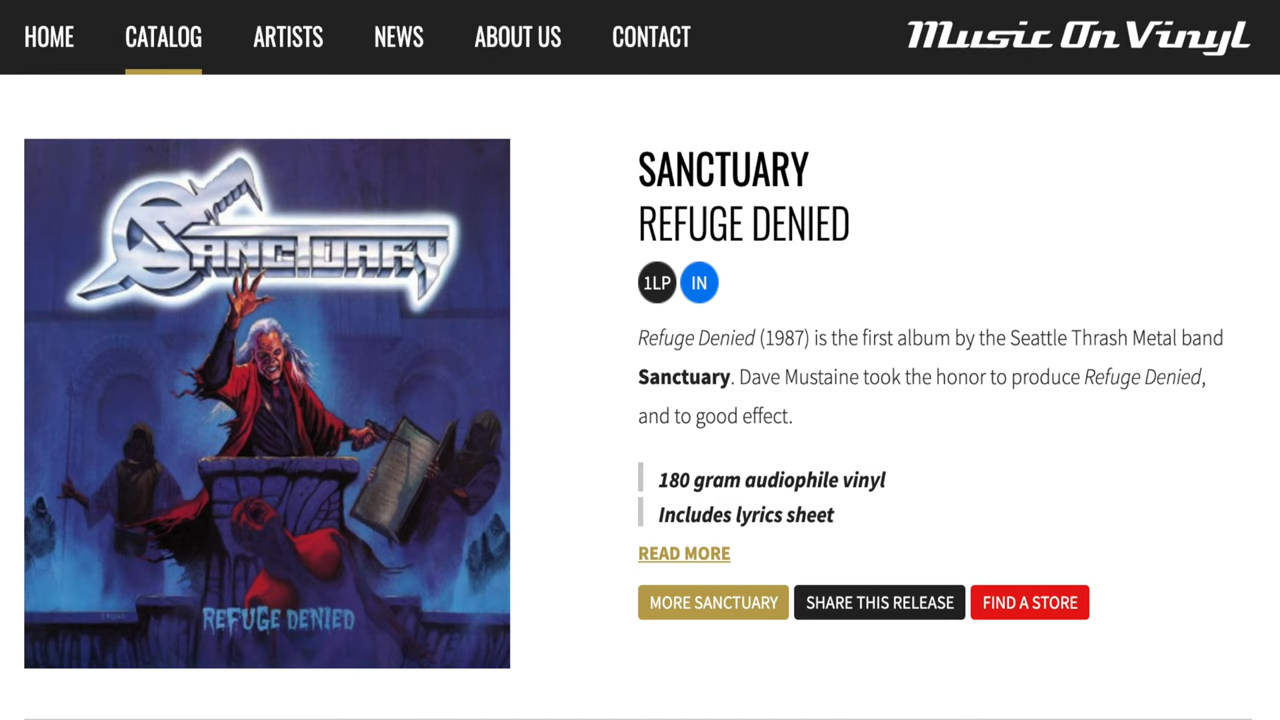 HOME CATALOG ARTISTS NEWS ABOUT US CONTACT Music On Vinyl
SANCTUARY
REFUGE DENIED
SANCTUARY
REFUGE DENIED
1LP IN
Refuge Denied (1987) is the first album by the Seattle Thrash Metal band
Sanctuary. Dave Mustaine took the honor to produce Refuge Denied,
and to good effect.
180 gram audiophile vinyl
Includes lyrics sheet
READ MORE
MORE SANCTUARY SHARE THIS RELEASE FIND A STORE